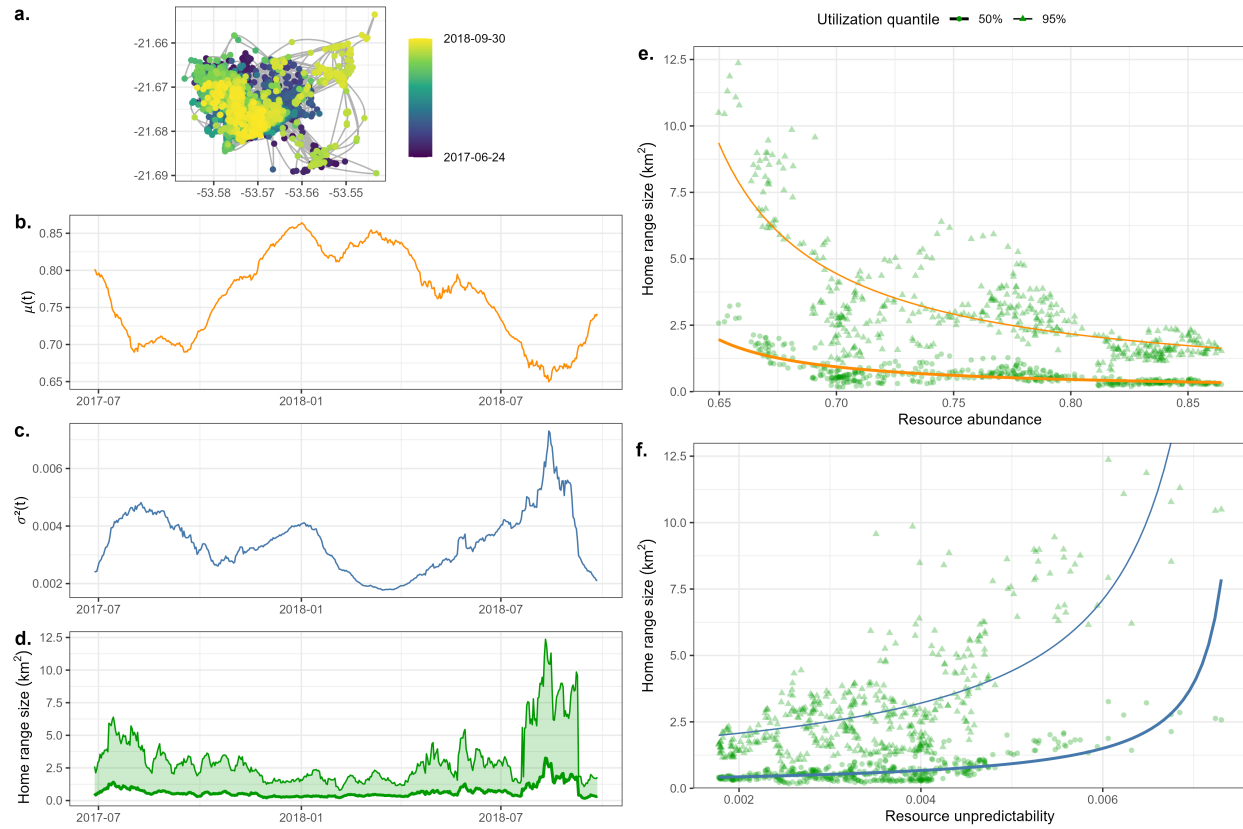 a.
-21.66
-21.67
-21.68
-21.69
-53.58 -53.57 -53.56 -53.55
2018-09-30
2017-06-24
b.
μ(t)
0.85
0.80
0.75
0.70
0.65
2017-07 2018-01 2018-07
c.
σ²(t)
0.006
0.004
0.002
2017-07 2018-01 2018-07
d.
Home range size (km²)
12.5
10.0
7.5
5.0
2.5
0.0
2017-07 2018-01 2018-07
Utilization quantile 50% 95%
e.
Home range size (km²)
12.5
10.0
7.5
5.0
2.5
0.0
0.65 0.70 0.75 0.80 0.85
Resource abundance
f.
Home range size (km²)
12.5
10.0
7.5
5.0
2.5
0.0
0.002 0.004 0.006
Resource unpredictability